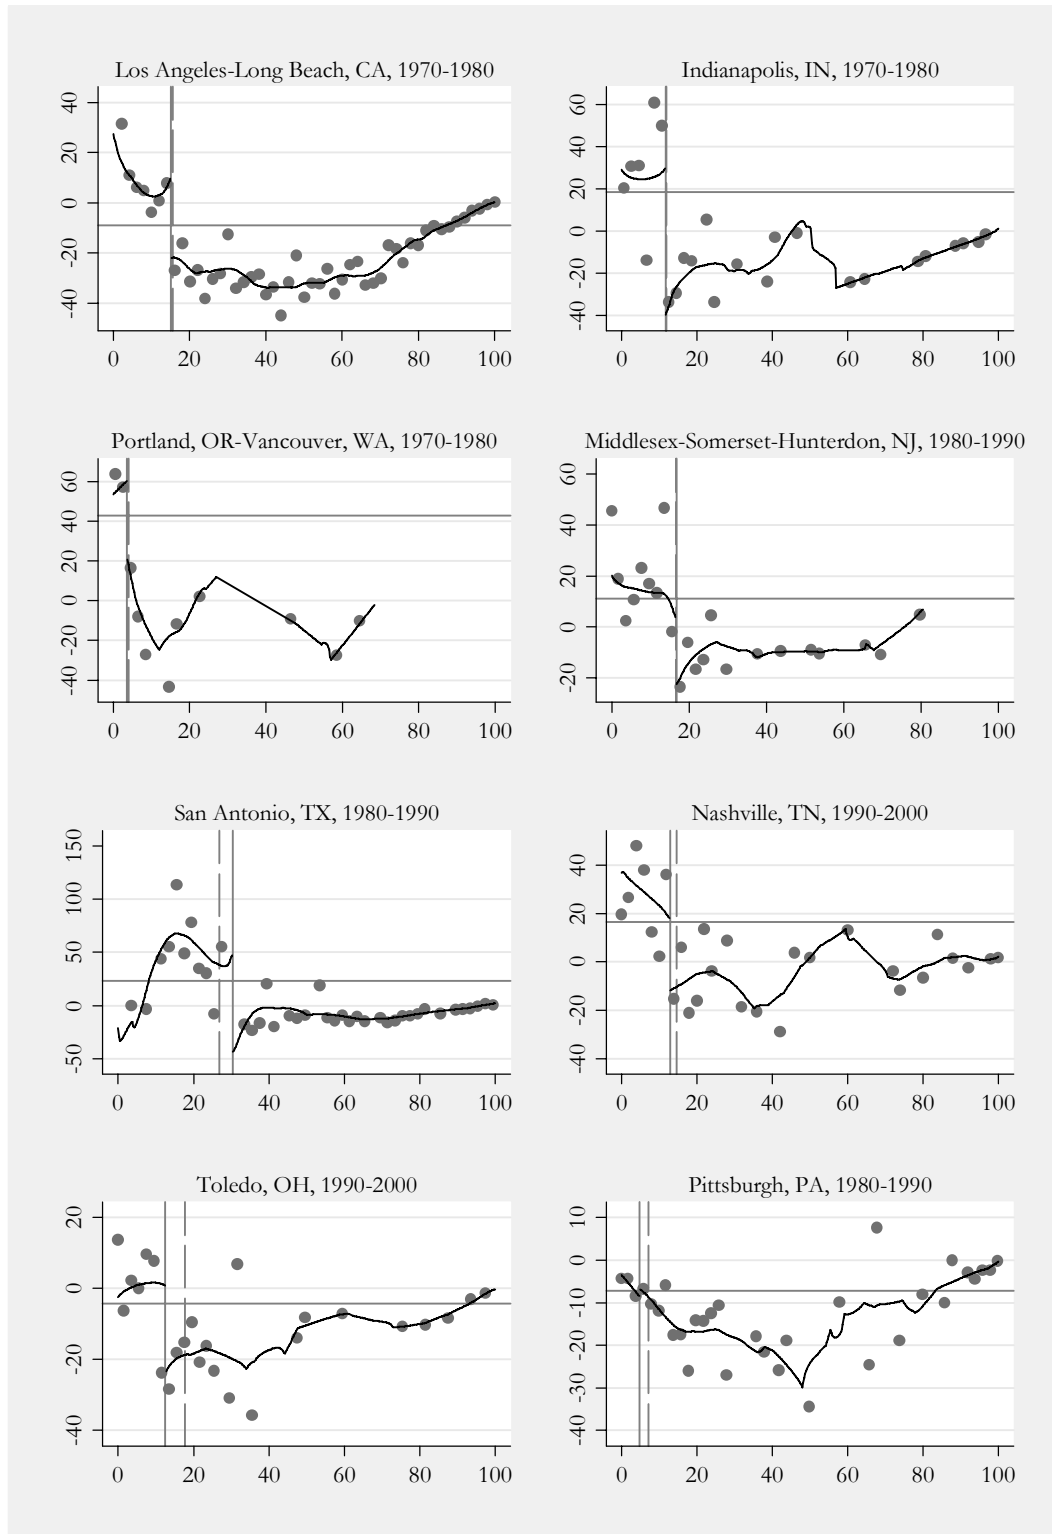 Los Angeles-Long Beach, CA, 1970-1980
40
20
0
-20
-40
0 20 40 60 80 100
Indianapolis, IN, 1970-1980
60
40
20
0
-20
-40
0 20 40 60 80 100
Portland, OR-Vancouver, WA, 1970-1980
60
40
20
0
-20
-40
0 20 40 60 80 100
Middlesex-Somerset-Hunterdon, NJ, 1980-1990
60
40
20
0
-20
0 20 40 60 80 100
San Antonio, TX, 1980-1990
150
100
50
0
-50
0 20 40 60 80 100
Nashville, TN, 1990-2000
40
20
0
-20
-40
0 20 40 60 80 100
Toledo, OH, 1990-2000
20
0
-20
-40
0 20 40 60 80 100
Pittsburgh, PA, 1980-1990
10
0
-10
-20
-30
-40
0 20 40 60 80 100